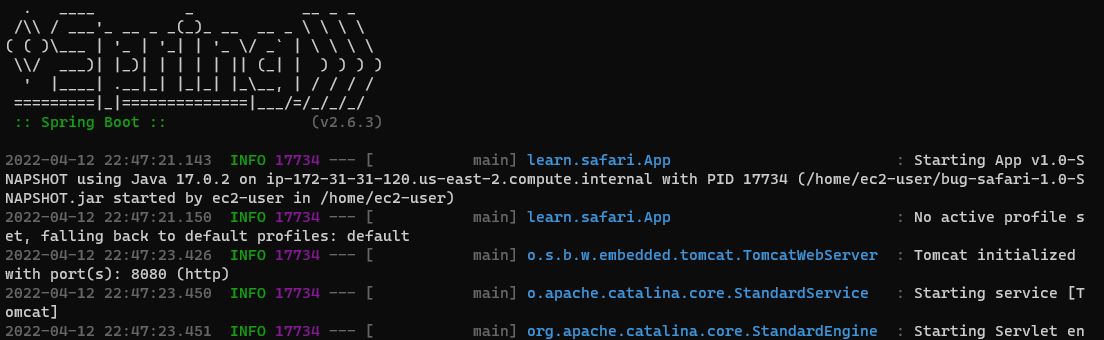 .   ____          _            __ _ _
 /\\ / ___'_ __ _ _(_)_ __  __ _ \ \ \ \
( ( )\___ | '_ | '_| | '_ \/ _` | \ \ \ \
 \\/  ___)| |_)| | | | | || (_| |  ) ) ) )
  '  |____| .__|_| |_|_| |_\__, | / / / /
 =========|_|==============|___/=/_/_/_/
 :: Spring Boot ::                (v2.6.3)
2022-04-12 22:47:21.143  INFO 17734 --- [           main] learn.safari.App                         : Starting App v1.0-S
NAPSHOT using Java 17.0.2 on ip-172-31-31-120.us-east-2.compute.internal with PID 17734 (/home/ec2-user/bug-safari-1.0-S
NAPSHOT.jar started by ec2-user in /home/ec2-user)
2022-04-12 22:47:21.150  INFO 17734 --- [           main] learn.safari.App                         : No active profile s
et, falling back to default profiles: default
2022-04-12 22:47:23.426  INFO 17734 --- [           main] o.s.b.w.embedded.tomcat.TomcatWebServer  : Tomcat initialized
with port(s): 8080 (http)
2022-04-12 22:47:23.450  INFO 17734 --- [           main] o.apache.catalina.core.StandardService   : Starting service [T
omcat]
2022-04-12 22:47:23.451  INFO 17734 --- [           main] org.apache.catalina.core.StandardEngine  : Starting Servlet en